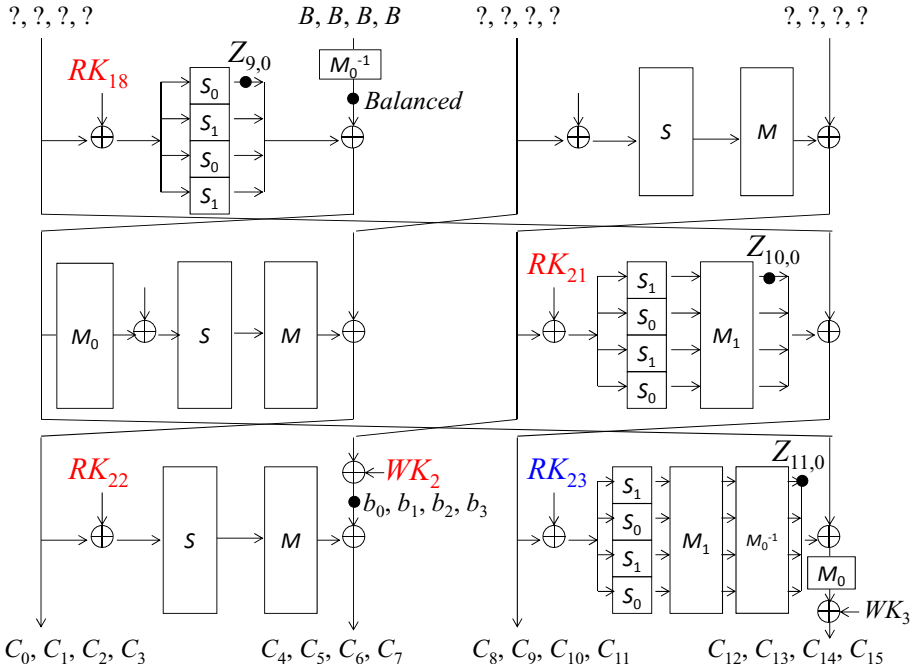 ?, ?, ?, ? B, B, B, B ?, ?, ?, ? ?, ?, ?, ?
M₀⁻¹
Z₉,₀
RK₁₈
S₀
Balanced
S₁
S₀
S₁
S
M
RK₂₁
Z₁₀,₀
M₀
S
M
S₁
S₀
S₁
S₀
M₁
RK₂₂
WK₂
RK₂₃
Z₁₁,₀
b₀, b₁, b₂, b₃
S
M
S₁
S₀
S₁
S₀
M₁
M₀⁻¹
M₀
WK₃
C₀, C₁, C₂, C₃ C₄, C₅, C₆, C₇ C₈, C₉, C₁₀, C₁₁ C₁₂, C₁₃, C₁₄, C₁₅